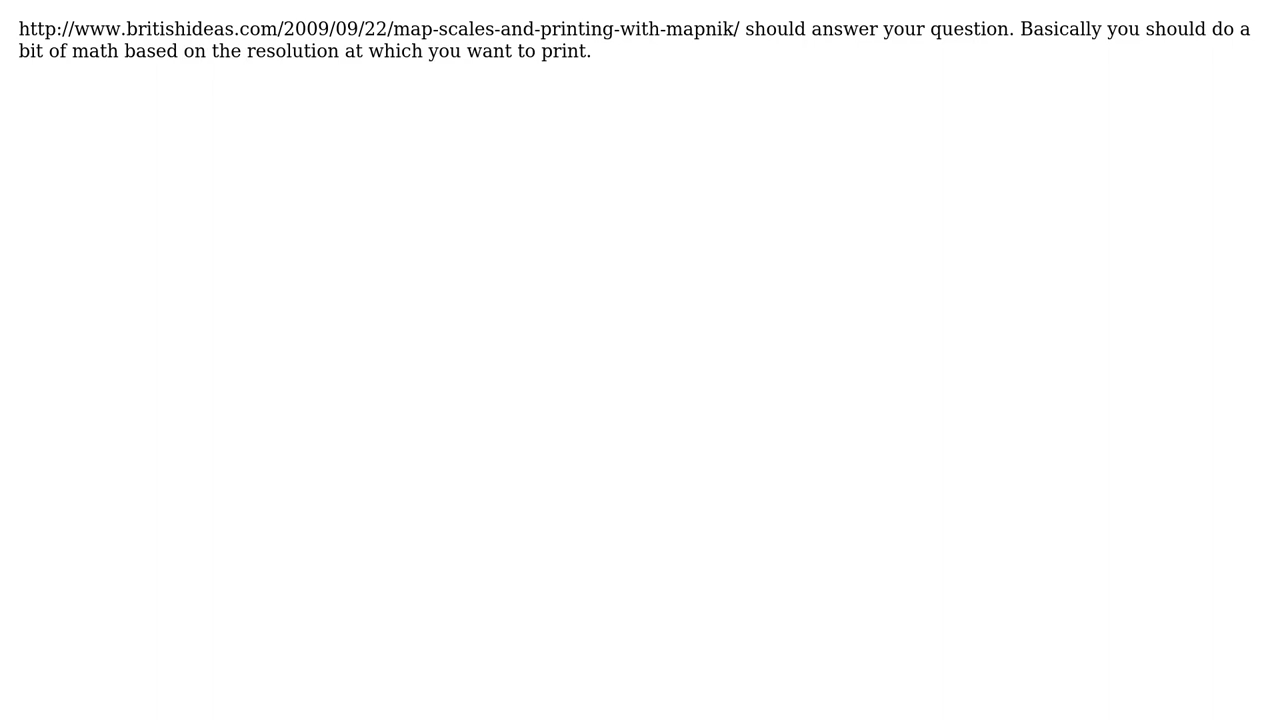 http://www.britishideas.com/2009/09/22/map-scales-and-printing-with-mapnik/ should answer your question. Basically you should do a
bit of math based on the resolution at which you want to print.